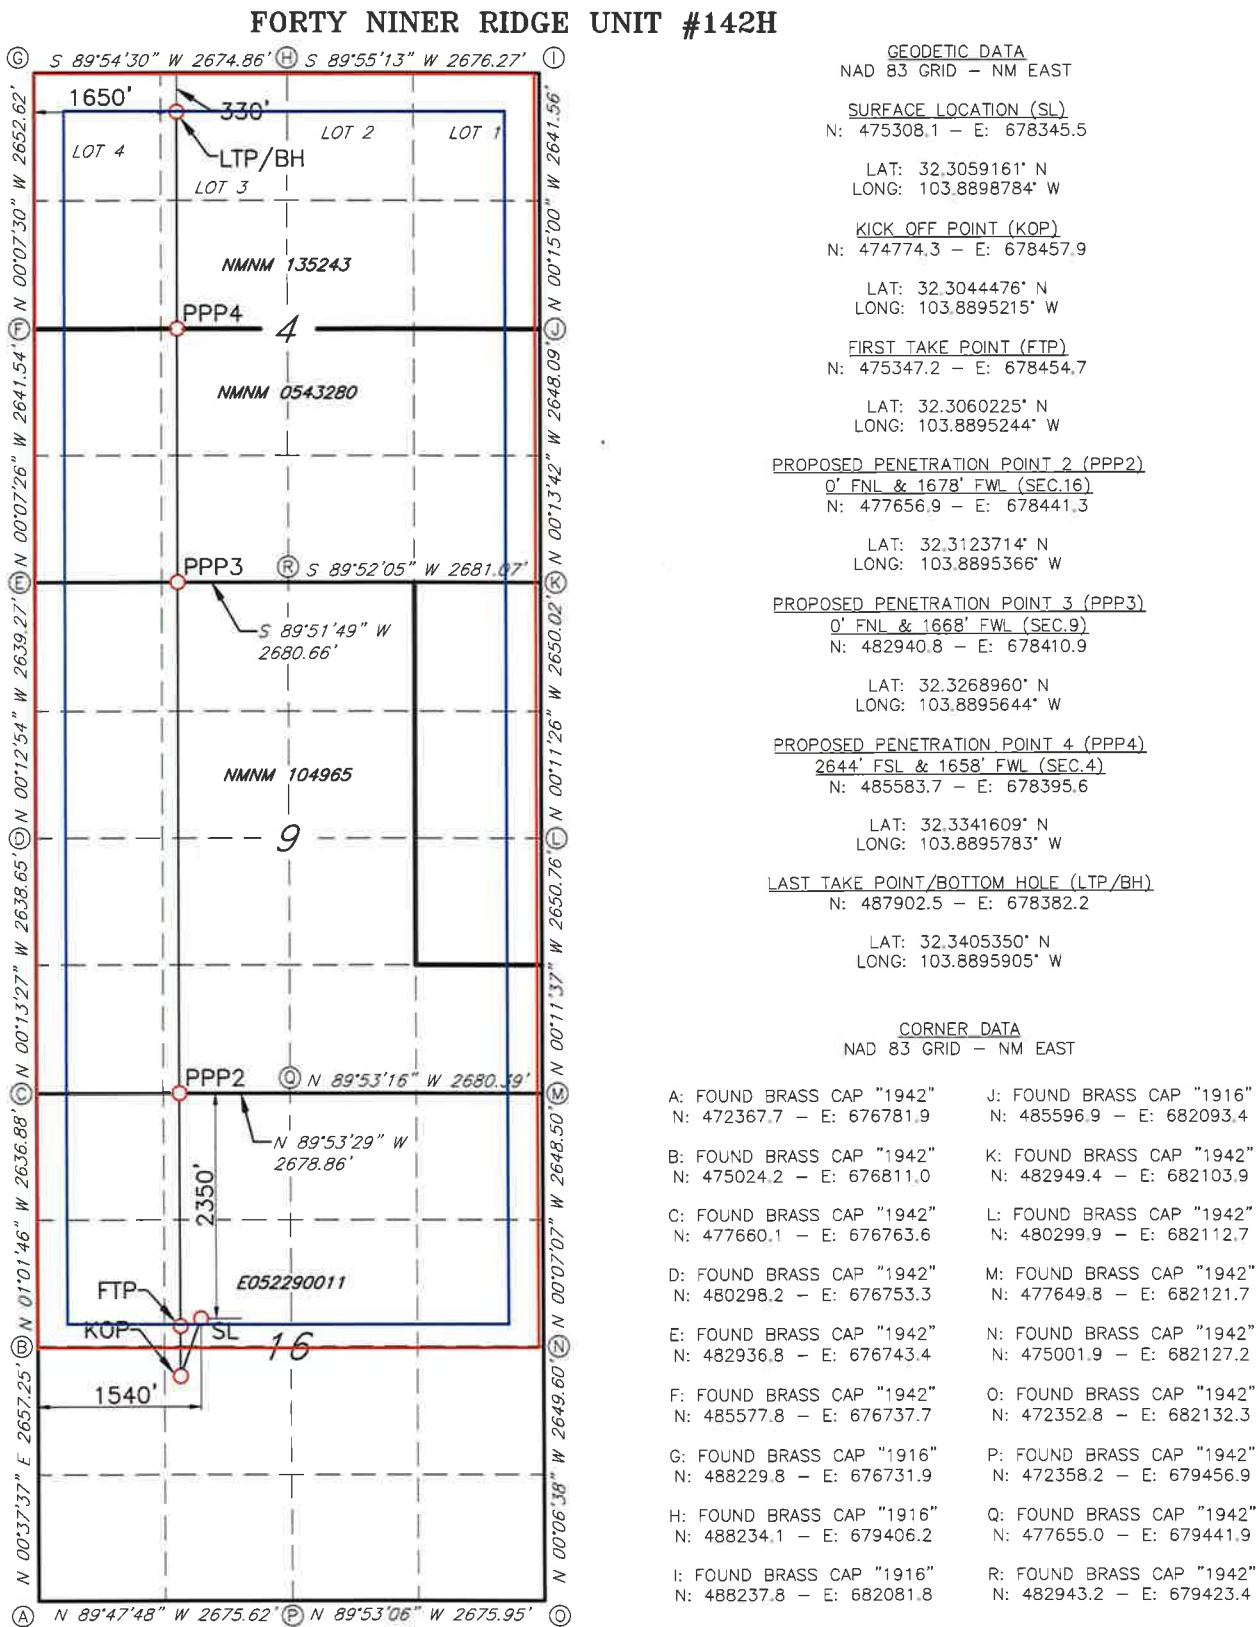 FORTY NINER RIDGE UNIT #142H
G S 89°54'30" W 2674.86' H S 89°55'13" W 2676.27' I
1650'
330'
LOT 2
LOT 1
LOT 4
LTP/BH
LOT 3
NMNM 135243
PPP4
F
4
J
NMNM 0543280
PPP3
R S 89°52'05" W 2681.07'
E
K
S 89°51'49" W
2680.66'
NMNM 104965
D
9
L
PPP2
Q N 89°53'16" W 2680.39'
C
M
N 89°53'29" W
2678.86'
2350'
E052290011
FTP
KOP
SL
B
16
N
1540'
A N 89°47'48" W 2675.62' P N 89°53'06" W 2675.95' O
N 00°07'30" W 2652.62'
N 00°07'26" W 2641.54'
N 00°12'54" W 2639.27'
N 00°13'27" W 2638.65'
N 01°01'46" W 2636.88'
N 00°37'37" E 2657.25'
N 00°15'00" W 2641.56'
N 00°13'42" W 2648.09'
N 00°11'26" W 2650.02'
N 00°11'37" W 2650.76'
N 00°07'07" W 2648.50'
N 00°06'38" W 2649.60'
GEODETIC DATA
NAD 83 GRID – NM EAST
SURFACE LOCATION (SL)
N: 475308.1 – E: 678345.5
LAT: 32.3059161° N
LONG: 103.8898784° W
KICK OFF POINT (KOP)
N: 474774.3 – E: 678457.9
LAT: 32.3044476° N
LONG: 103.8895215° W
FIRST TAKE POINT (FTP)
N: 475347.2 – E: 678454.7
LAT: 32.3060225° N
LONG: 103.8895244° W
PROPOSED PENETRATION POINT 2 (PPP2)
0' FNL & 1678' FWL (SEC.16)
N: 477656.9 – E: 678441.3
LAT: 32.3123714° N
LONG: 103.8895366° W
PROPOSED PENETRATION POINT 3 (PPP3)
0' FNL & 1668' FWL (SEC.9)
N: 482940.8 – E: 678410.9
LAT: 32.3268960° N
LONG: 103.8895644° W
PROPOSED PENETRATION POINT 4 (PPP4)
2644' FSL & 1658' FWL (SEC.4)
N: 485583.7 – E: 678395.6
LAT: 32.3341609° N
LONG: 103.8895783° W
LAST TAKE POINT/BOTTOM HOLE (LTP/BH)
N: 487902.5 – E: 678382.2
LAT: 32.3405350° N
LONG: 103.8895905° W
CORNER DATA
NAD 83 GRID – NM EAST
A: FOUND BRASS CAP "1942"
N: 472367.7 – E: 676781.9
B: FOUND BRASS CAP "1942"
N: 475024.2 – E: 676811.0
C: FOUND BRASS CAP "1942"
N: 477660.1 – E: 676763.6
D: FOUND BRASS CAP "1942"
N: 480298.2 – E: 676753.3
E: FOUND BRASS CAP "1942"
N: 482936.8 – E: 676743.4
F: FOUND BRASS CAP "1942"
N: 485577.8 – E: 676737.7
G: FOUND BRASS CAP "1916"
N: 488229.8 – E: 676731.9
H: FOUND BRASS CAP "1916"
N: 488234.1 – E: 679406.2
I: FOUND BRASS CAP "1916"
N: 488237.8 – E: 682081.8
J: FOUND BRASS CAP "1916"
N: 485596.9 – E: 682093.4
K: FOUND BRASS CAP "1942"
N: 482949.4 – E: 682103.9
L: FOUND BRASS CAP "1942"
N: 480299.9 – E: 682112.7
M: FOUND BRASS CAP "1942"
N: 477649.8 – E: 682121.7
N: FOUND BRASS CAP "1942"
N: 475001.9 – E: 682127.2
O: FOUND BRASS CAP "1942"
N: 472352.8 – E: 682132.3
P: FOUND BRASS CAP "1942"
N: 472358.2 – E: 679456.9
Q: FOUND BRASS CAP "1942"
N: 477655.0 – E: 679441.9
R: FOUND BRASS CAP "1942"
N: 482943.2 – E: 679423.4